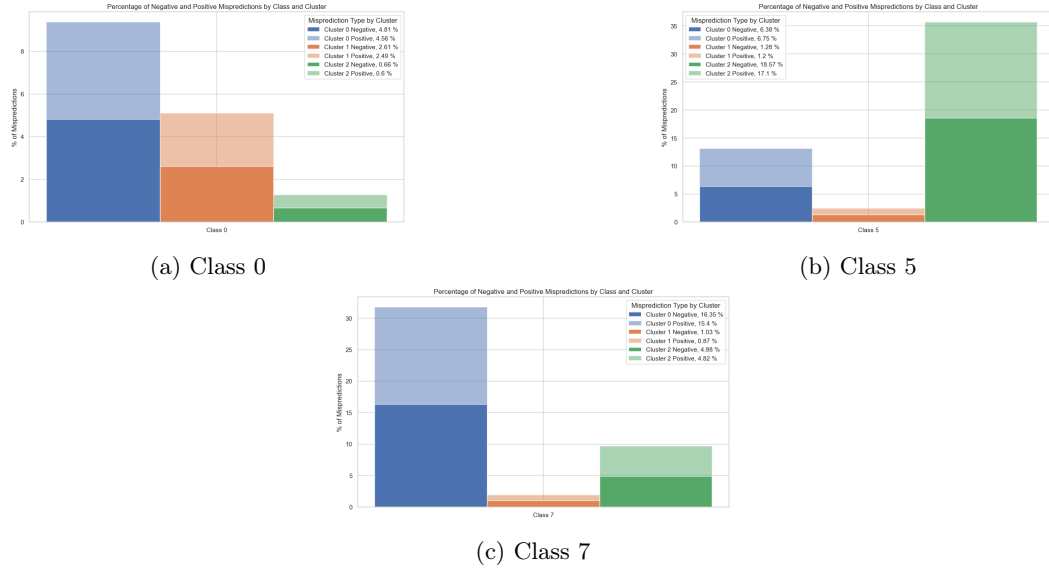 Percentage of Negative and Positive Mispredictions by Class and Cluster
% of Mispredictions
8
6
4
2
0
Misprediction Type by Cluster
Cluster 0 Negative, 4.81 %
Cluster 0 Positive, 4.56 %
Cluster 1 Negative, 2.61 %
Cluster 1 Positive, 2.49 %
Cluster 2 Negative, 0.66 %
Cluster 2 Positive, 0.6 %
Class 0
(a) Class 0
Percentage of Negative and Positive Mispredictions by Class and Cluster
% of Mispredictions
35
30
25
20
15
10
5
0
Misprediction Type by Cluster
Cluster 0 Negative, 6.38 %
Cluster 0 Positive, 6.75 %
Cluster 1 Negative, 1.28 %
Cluster 1 Positive, 1.2 %
Cluster 2 Negative, 18.57 %
Cluster 2 Positive, 17.1 %
Class 5
(b) Class 5
Percentage of Negative and Positive Mispredictions by Class and Cluster
% of Mispredictions
30
25
20
15
10
5
0
Misprediction Type by Cluster
Cluster 0 Negative, 16.35 %
Cluster 0 Positive, 15.4 %
Cluster 1 Negative, 1.03 %
Cluster 1 Positive, 0.87 %
Cluster 2 Negative, 4.88 %
Cluster 2 Positive, 4.82 %
Class 7
(c) Class 7